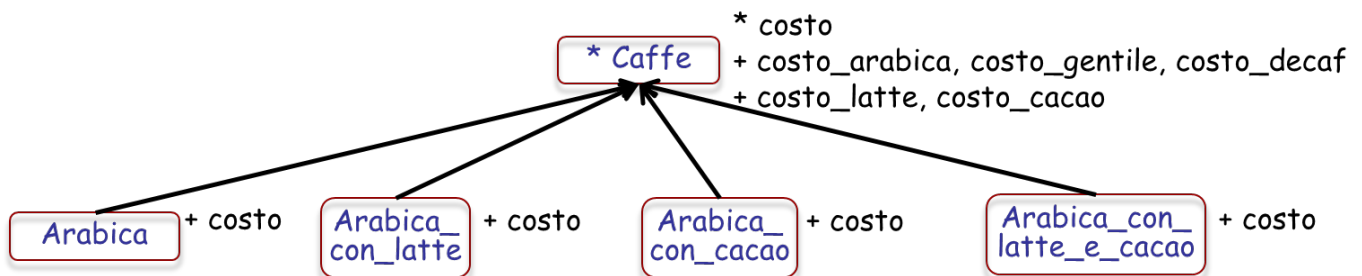 * costo
* Caffe
+ costo_arabica, costo_gentile, costo_decaf
+ costo_latte, costo_cacao
Arabica
+ costo
Arabica_
con_latte
+ costo
Arabica_
con_cacao
+ costo
Arabica_con_
latte_e_cacao
+ costo